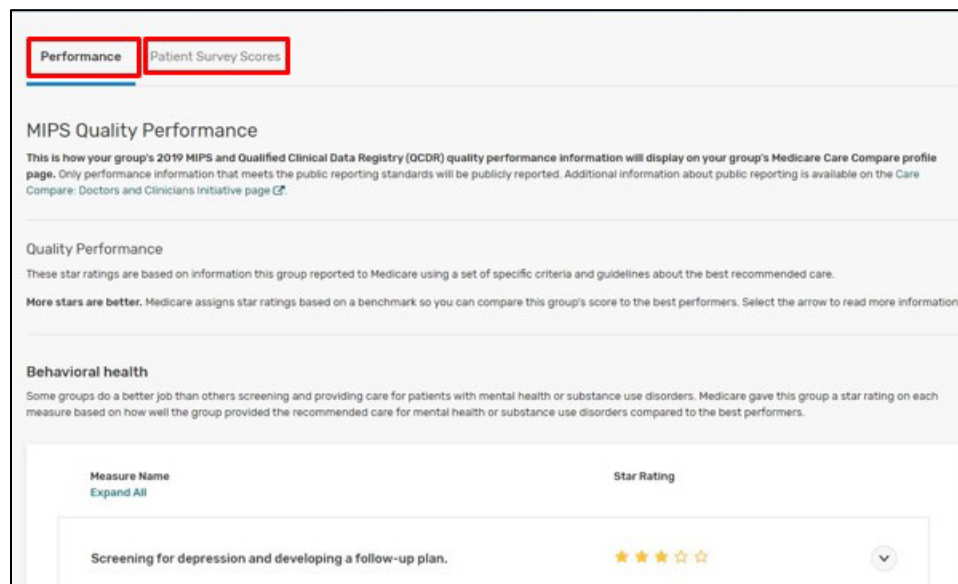 Performance Patient Survey Scores
MIPS Quality Performance
This is how your group's 2019 MIPS and Qualified Clinical Data Registry (QCDR) quality performance information will display on your group's Medicare Care Compare profile
page. Only performance information that meets the public reporting standards will be publicly reported. Additional information about public reporting is available on the Care
Compare: Doctors and Clinicians Initiative page.
Quality Performance
These star ratings are based on information this group reported to Medicare using a set of specific criteria and guidelines about the best recommended care.
More stars are better. Medicare assigns star ratings based on a benchmark so you can compare this group's score to the best performers. Select the arrow to read more information
Behavioral health
Some groups do a better job than others screening and providing care for patients with mental health or substance use disorders. Medicare gave this group a star rating on each
measure based on how well the group provided the recommended care for mental health or substance use disorders compared to the best performers.
Measure Name Star Rating
Expand All
Screening for depression and developing a follow-up plan.